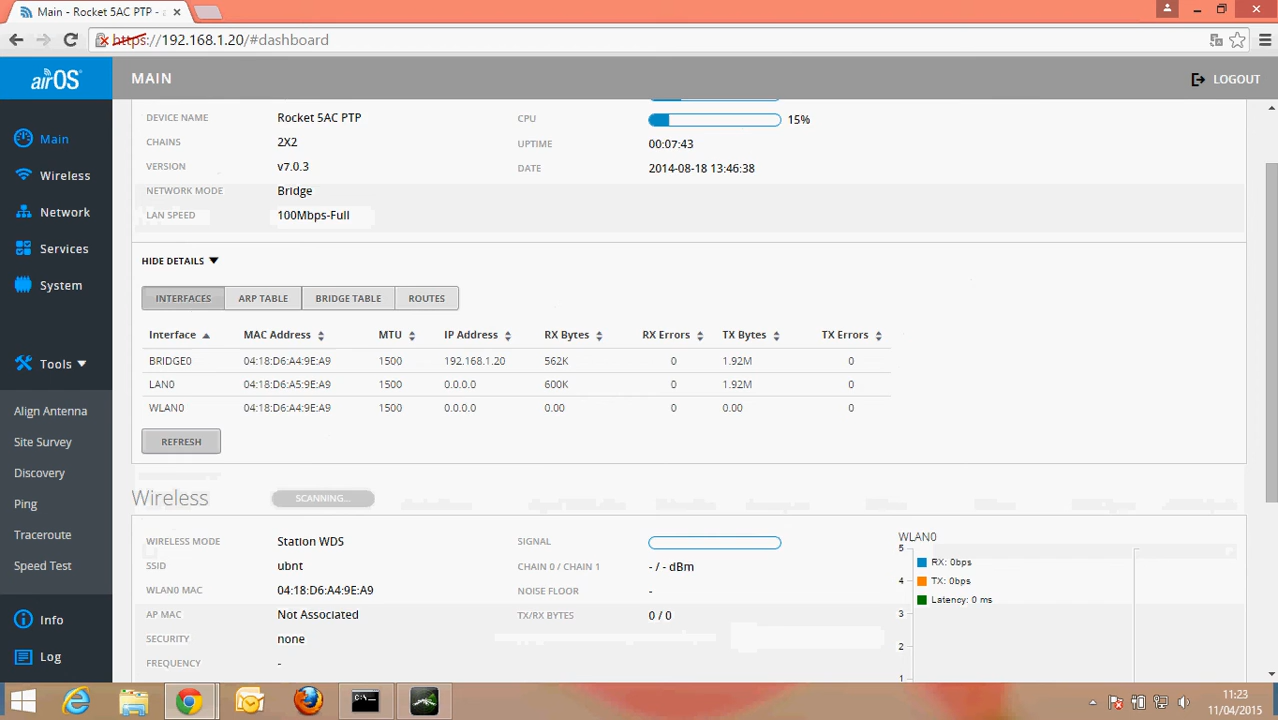 Main - Rocket 5AC PTP -
https://192.168.1.20/#dashboard
airOS
MAIN
LOGOUT
Main
Wireless
Network
Services
System
Tools
Align Antenna
Site Survey
Discovery
Ping
Traceroute
Speed Test
Info
Log
DEVICE NAME Rocket 5AC PTP CPU 15%
CHAINS 2X2 UPTIME 00:07:43
VERSION v7.0.3 DATE 2014-08-18 13:46:38
NETWORK MODE Bridge
LAN SPEED 100Mbps-Full
HIDE DETAILS
INTERFACES ARP TABLE BRIDGE TABLE ROUTES
Interface MAC Address MTU IP Address RX Bytes RX Errors TX Bytes TX Errors
BRIDGE0 04:18:D6:A4:9E:A9 1500 192.168.1.20 562K 0 1.92M 0
LAN0 04:18:D6:A5:9E:A9 1500 0.0.0.0 600K 0 1.92M 0
WLAN0 04:18:D6:A4:9E:A9 1500 0.0.0.0 0.00 0 0.00 0
REFRESH
Wireless SCANNING...
WIRELESS MODE Station WDS SIGNAL
SSID ubnt CHAIN 0 / CHAIN 1 - / - dBm
WLAN0 MAC 04:18:D6:A4:9E:A9 NOISE FLOOR -
AP MAC Not Associated TX/RX BYTES 0 / 0
SECURITY none
FREQUENCY -
WLAN0
5
RX: 0bps
4
TX: 0bps
Latency: 0 ms
3
2
1
11:23
11/04/2015